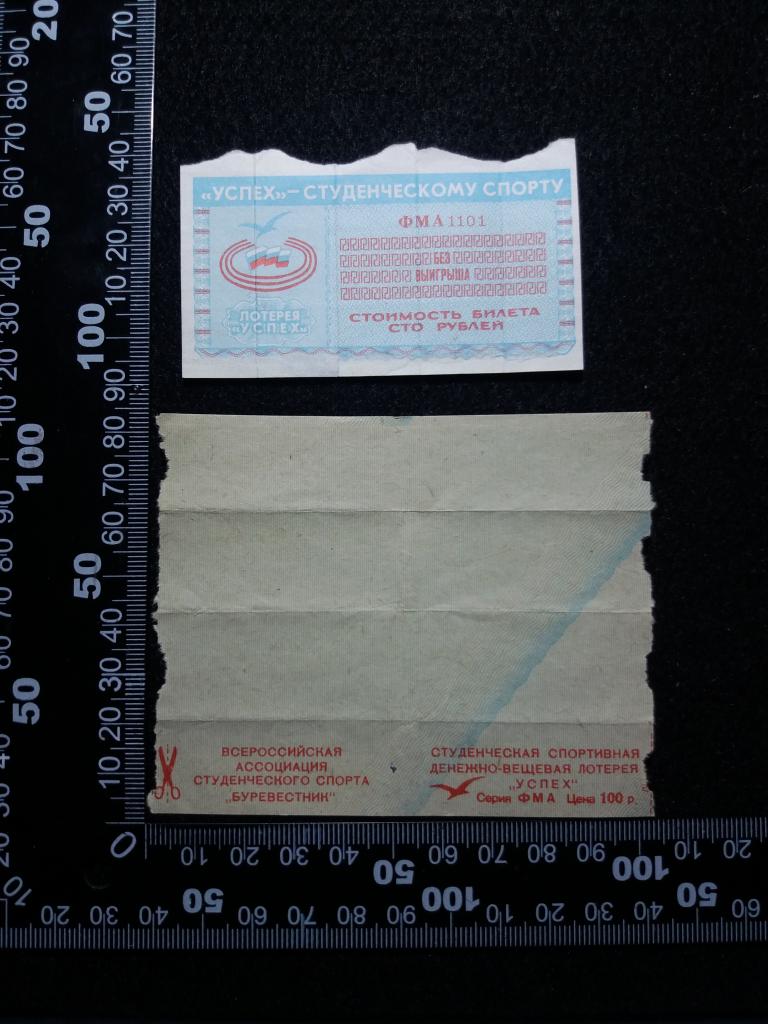 «УСПЕХ»—СТУДЕНЧЕСКОМУ СПОРТУ
ФМА 1101
БЕЗ
ВЫИГРЫША
ЛОТЕРЕЯ
«УСПЕХ»
СТОИМОСТЬ БИЛЕТА
СТО РУБЛЕЙ
ВСЕРОССИЙСКАЯ
АССОЦИАЦИЯ
СТУДЕНЧЕСКОГО СПОРТА
„БУРЕВЕСТНИК"
СТУДЕНЧЕСКАЯ СПОРТИВНАЯ
ДЕНЕЖНО-ВЕЩЕВАЯ ЛОТЕРЕЯ
„УСПЕХ"
Серия ФМА Цена 100 р.